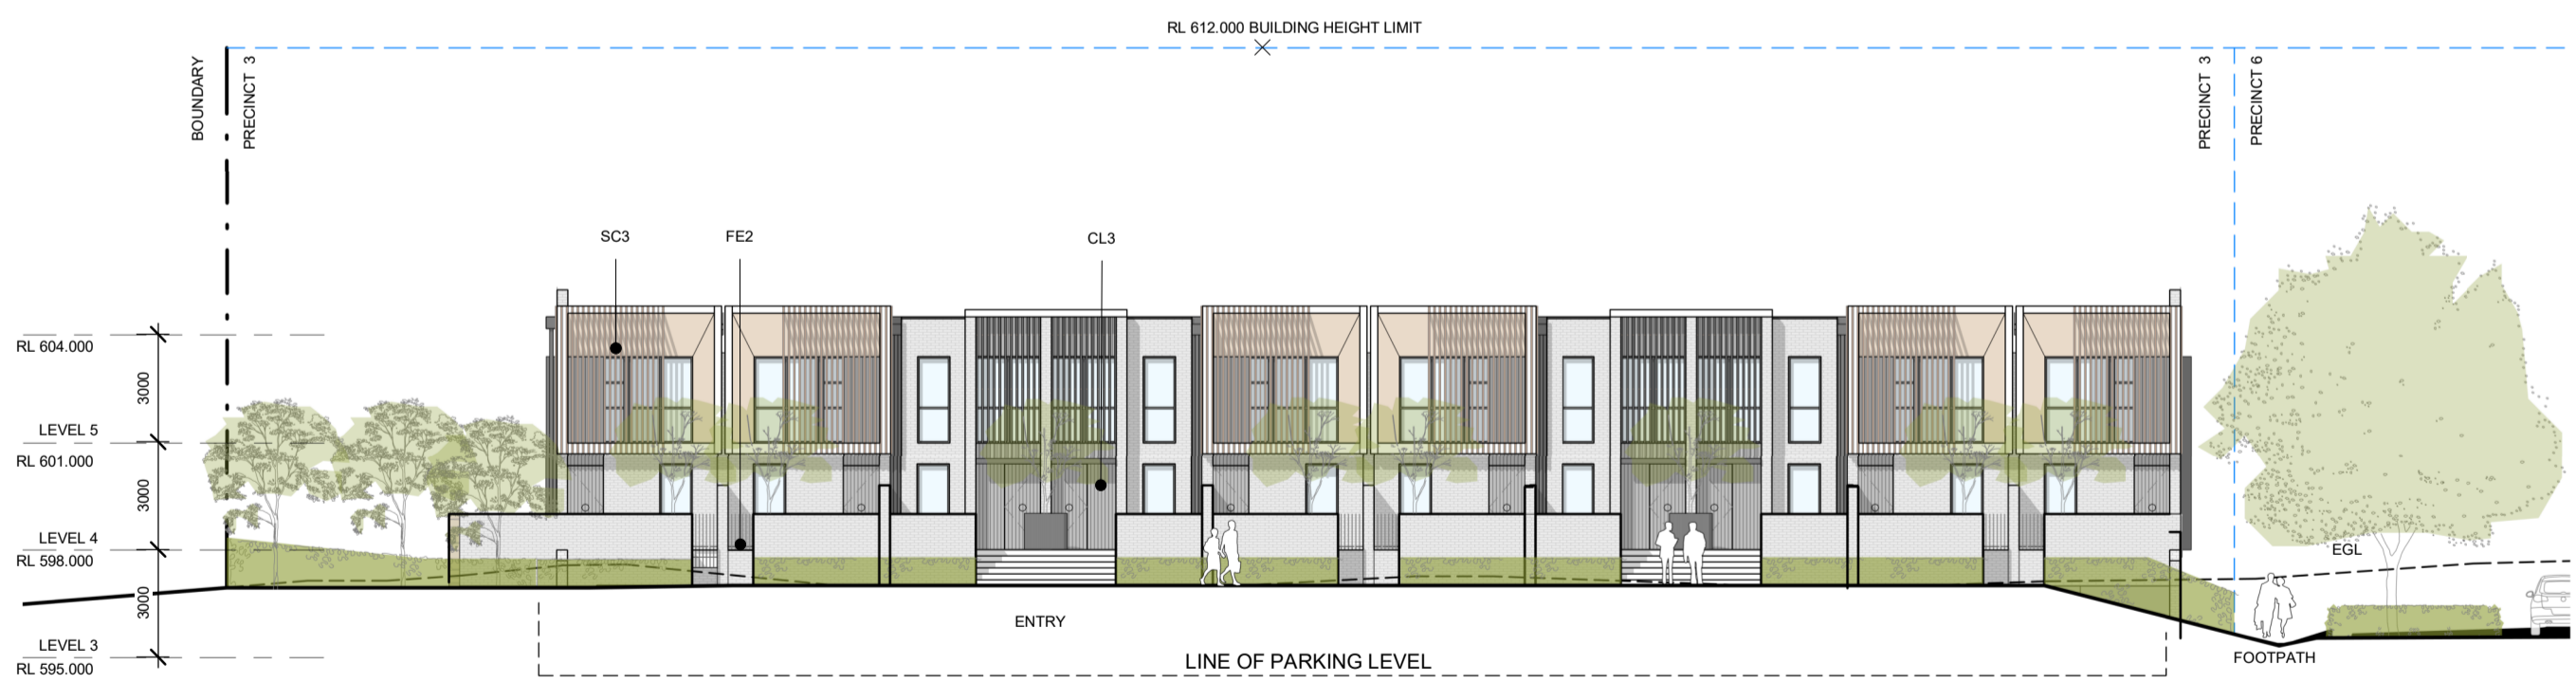 RL 612.000 BUILDING HEIGHT LIMIT
BOUNDARY
PRECINCT 3
PRECINCT 3
PRECINCT 6
SC3
FE2
CL3
RL 604.000
3000
LEVEL 5
RL 601.000
3000
LEVEL 4
RL 598.000
3000
LEVEL 3
RL 595.000
EGL
ENTRY
LINE OF PARKING LEVEL
FOOTPATH